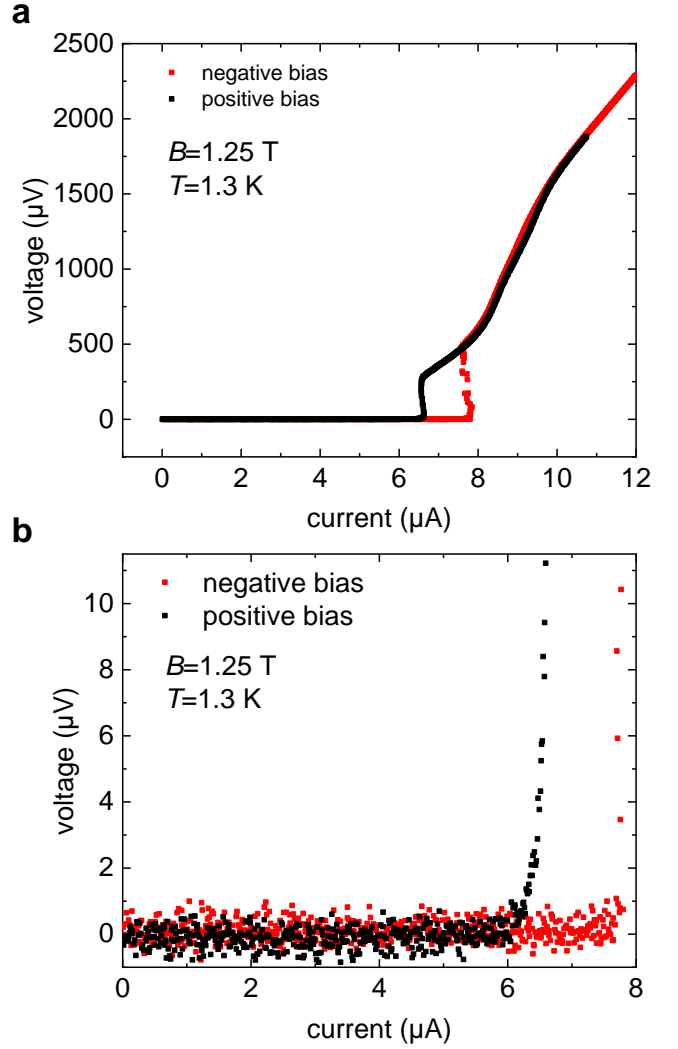 a
2500
2000
1500
1000
500
0
voltage (µV)
negative bias
positive bias
B=1.25 T
T=1.3 K
0 2 4 6 8 10 12
current (µA)
b
10
8
6
4
2
0
voltage (µV)
negative bias
positive bias
B=1.25 T
T=1.3 K
0 2 4 6 8
current (µA)